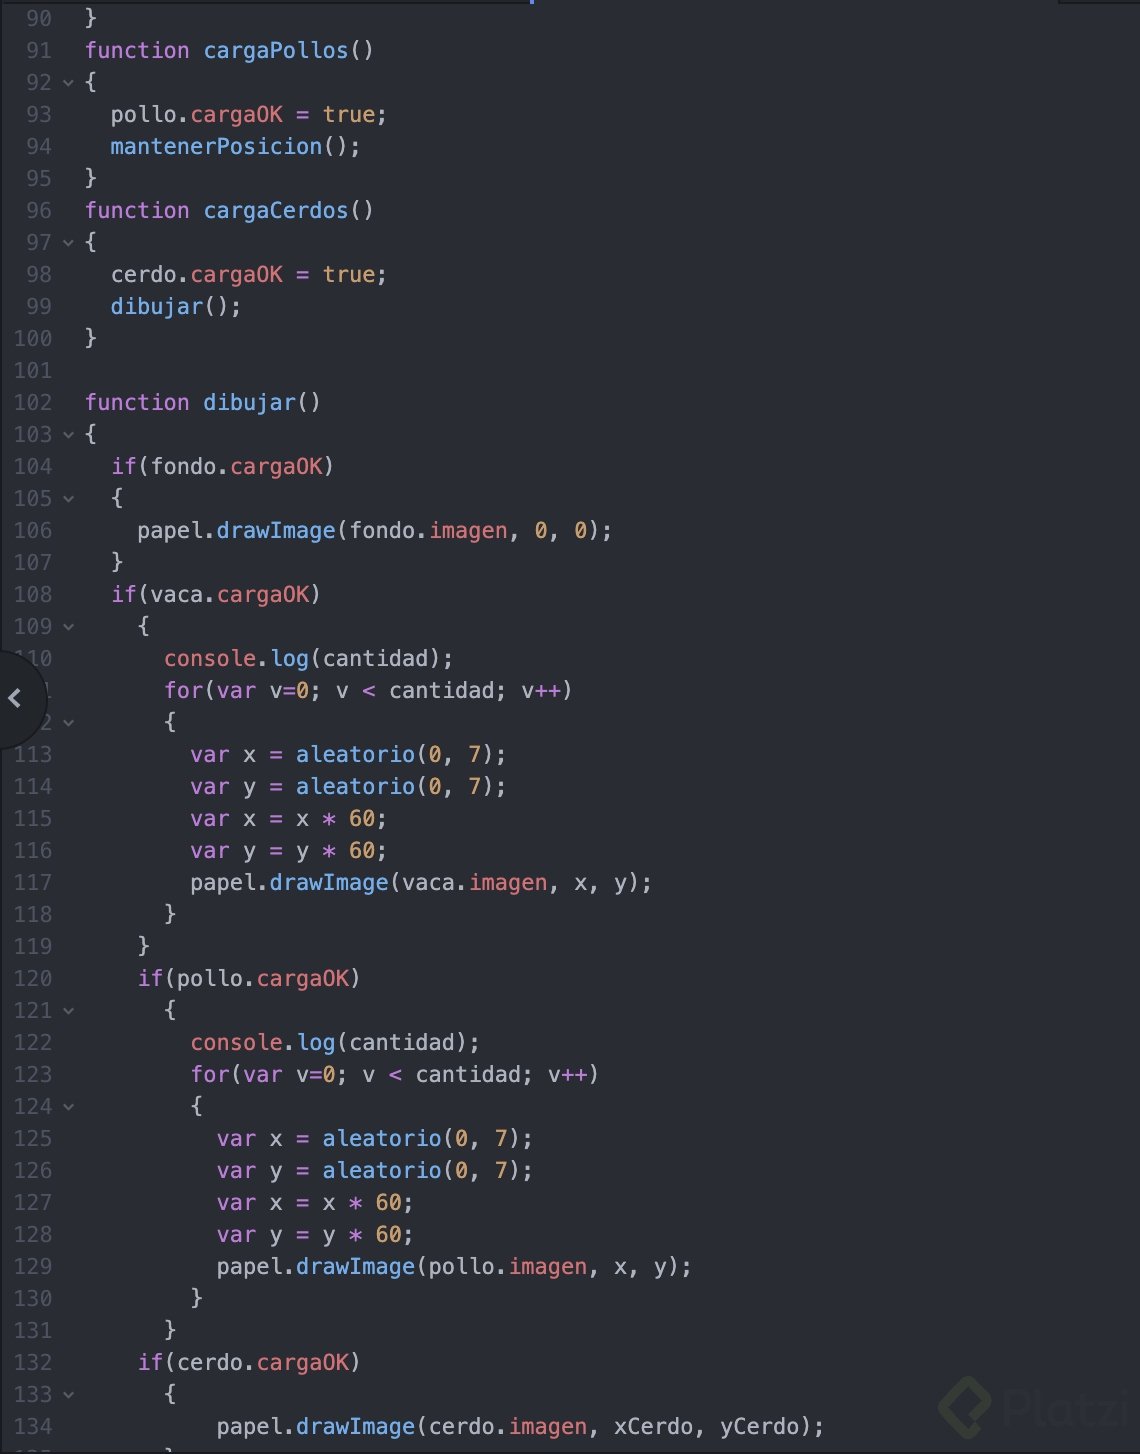 90 }
91 function cargaPollos()
92 {
93 pollo.cargaOK = true;
94 mantenerPosicion();
95 }
96 function cargaCerdos()
97 {
98 cerdo.cargaOK = true;
99 dibujar();
100 }
101
102 function dibujar()
103 {
104 if(fondo.cargaOK)
105 {
106 papel.drawImage(fondo.imagen, 0, 0);
107 }
108 if(vaca.cargaOK)
109 {
10 console.log(cantidad);
for(var v=0; v < cantidad; v++)
2 {
113 var x = aleatorio(0, 7);
114 var y = aleatorio(0, 7);
115 var x = x * 60;
116 var y = y * 60;
117 papel.drawImage(vaca.imagen, x, y);
118 }
119 }
120 if(pollo.cargaOK)
121 {
122 console.log(cantidad);
123 for(var v=0; v < cantidad; v++)
124 {
125 var x = aleatorio(0, 7);
126 var y = aleatorio(0, 7);
127 var x = x * 60;
128 var y = y * 60;
129 papel.drawImage(pollo.imagen, x, y);
130 }
131 }
132 if(cerdo.cargaOK)
133 {
134 papel.drawImage(cerdo.imagen, xCerdo, yCerdo);
Platzi